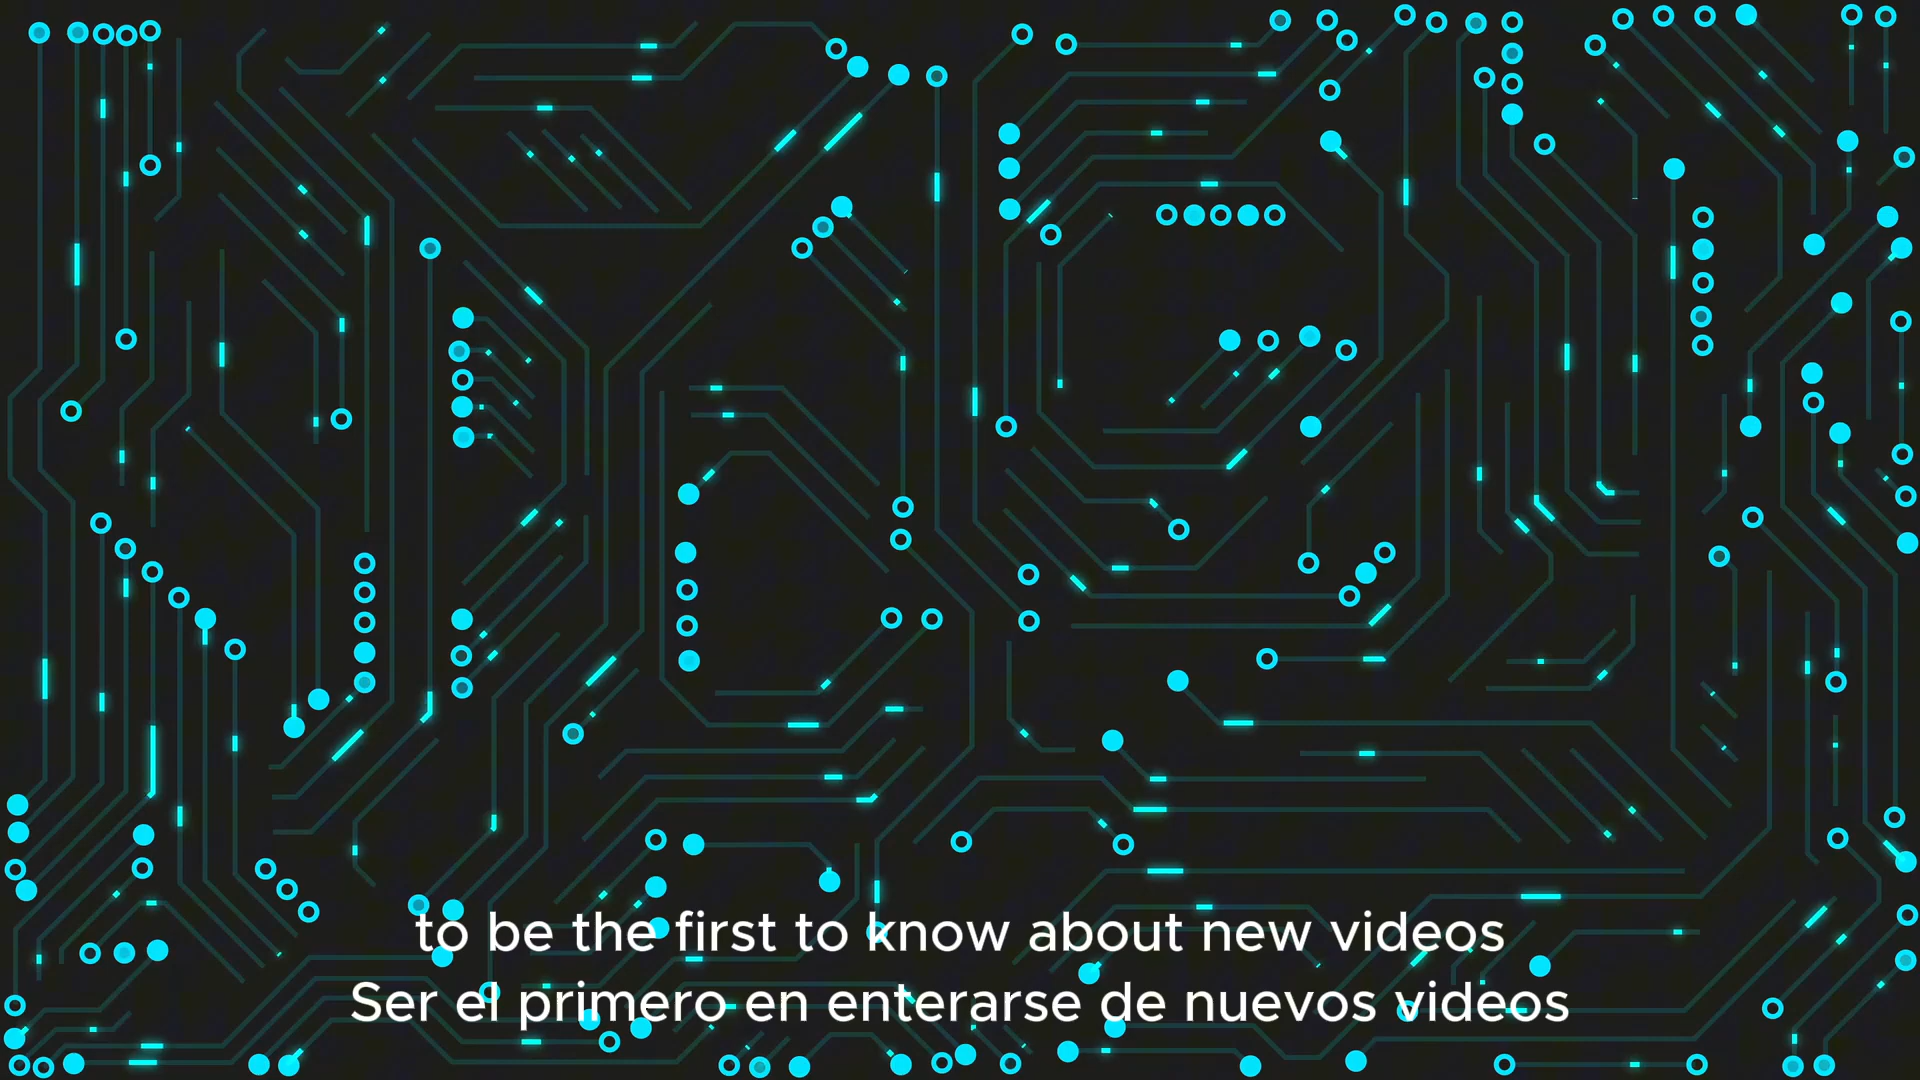 to be the first to know about new videos
Ser el primero en enterarse de nuevos videos